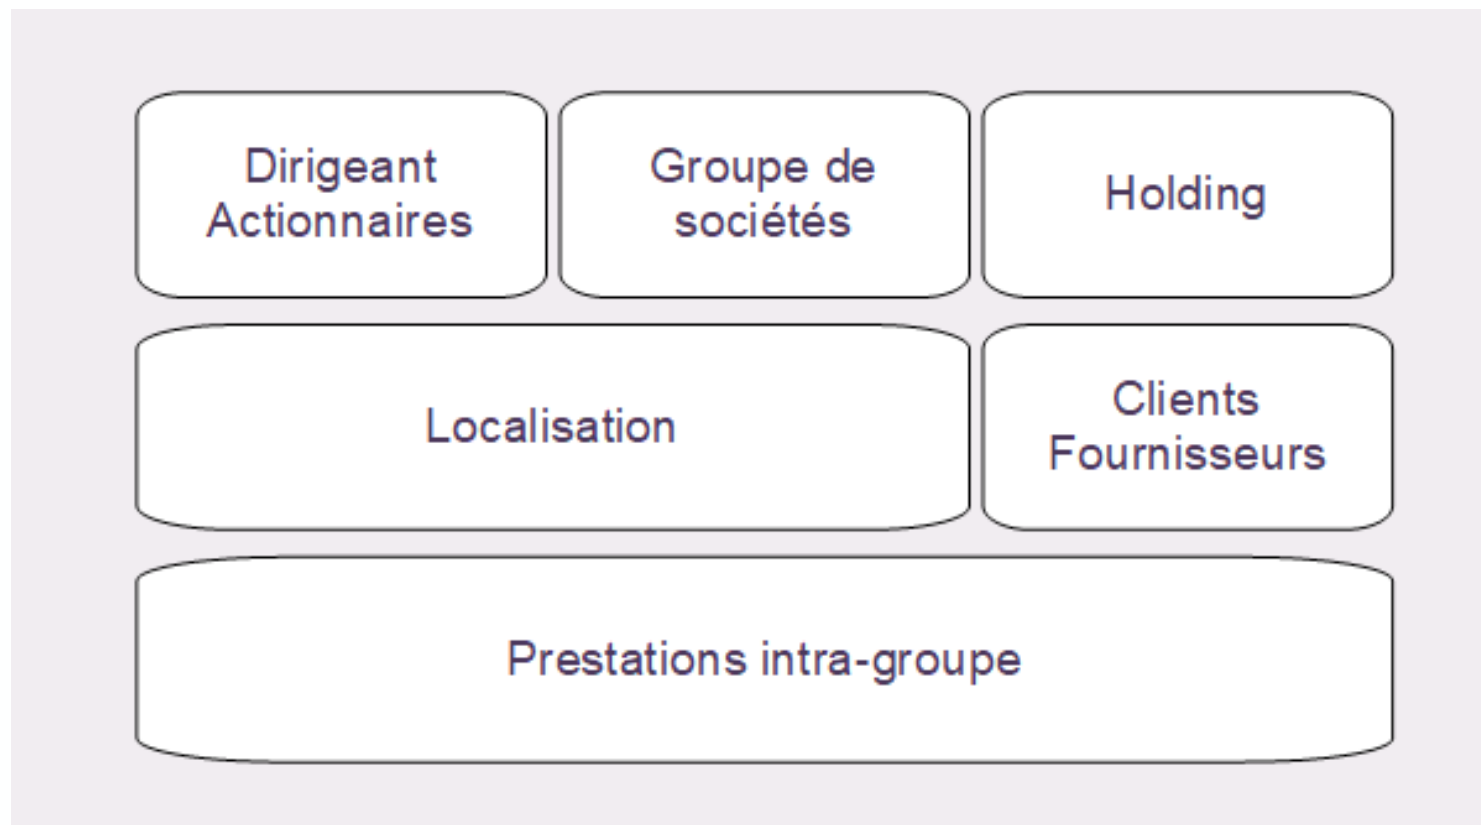 Dirigeant
Actionnaires
Groupe de
sociétés
Holding
Localisation
Clients
Fournisseurs
Prestations intra-groupe